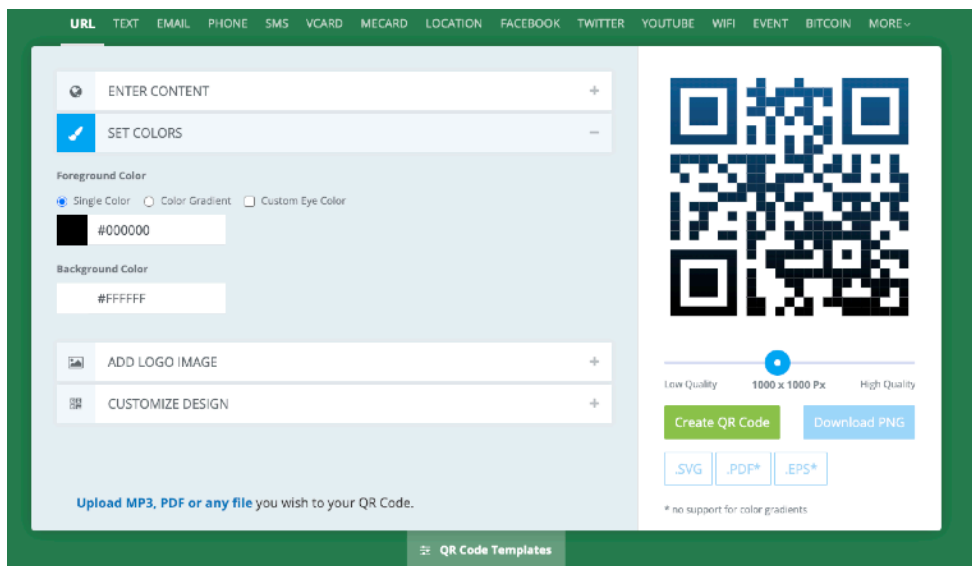 URL TEXT EMAIL PHONE SMS VCARD MECARD LOCATION FACEBOOK TWITTER YOUTUBE WIFI EVENT BITCOIN MORE
ENTER CONTENT
SET COLORS
Foreground Color
Single Color Color Gradient Custom Eye Color
#000000
Background Color
#FFFFFF
ADD LOGO IMAGE
CUSTOMIZE DESIGN
Upload MP3, PDF or any file you wish to your QR Code.
Low Quality 1000 x 1000 Px High Quality
Create QR Code Download PNG
.SVG .PDF* .EPS*
* no support for color gradients
QR Code Templates